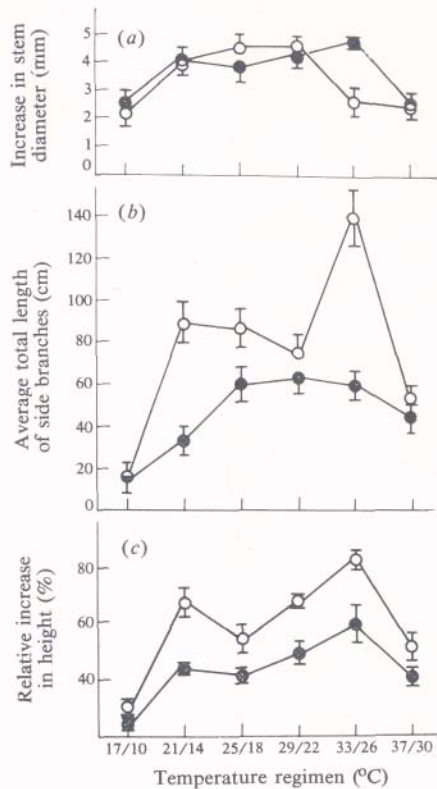 (a)
Increase in stem
diameter (mm)
5
4
3
2
1
0
(b)
Average total length
of side branches (cm)
140
120
100
80
60
40
20
0
(c)
Relative increase
in height (%)
80
60
40
17/10 21/14 25/18 29/22 33/26 37/30
Temperature regimen (°C)